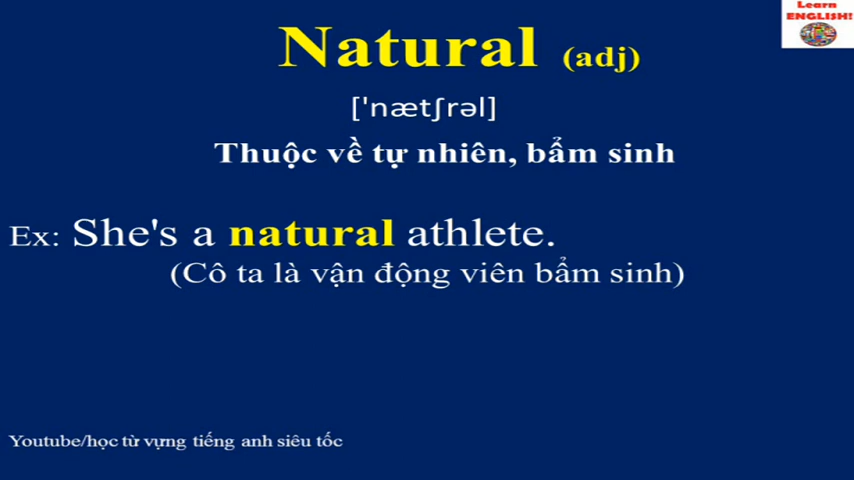 Learn
ENGLISH!
Natural (adj)
['nætʃrəl]
Thuộc về tự nhiên, bẩm sinh
Ex: She's a natural athlete.
(Cô ta là vận động viên bẩm sinh)
Youtube/học từ vựng tiếng anh siêu tốc